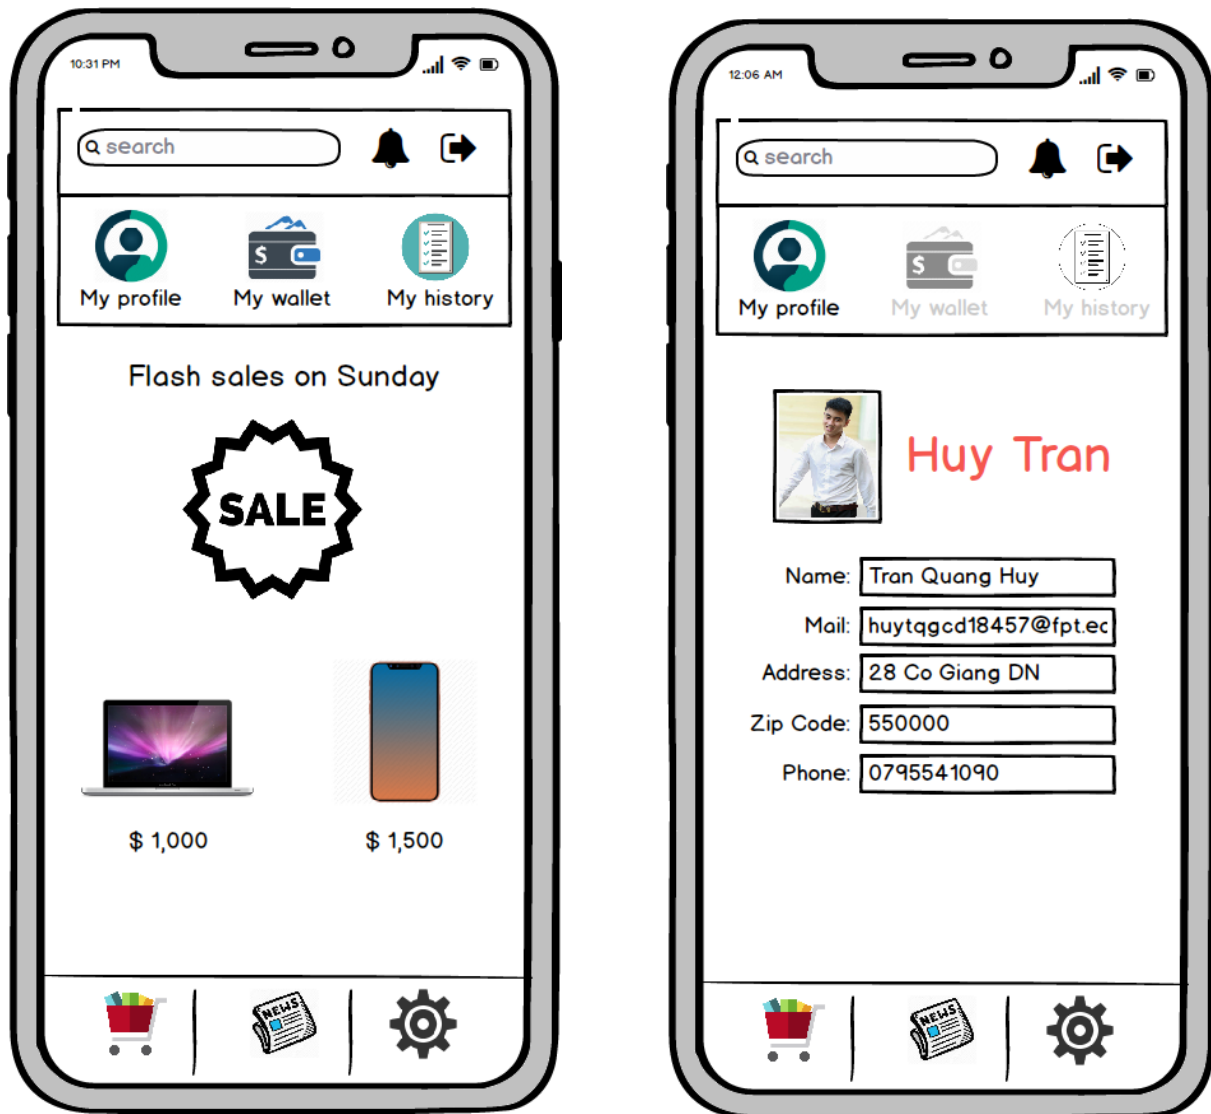 10:31 PM
search
$
My profile My wallet My history
Flash sales on Sunday
SALE
$ 1,000 $ 1,500
NEWS
12:06 AM
search
$
My profile My wallet My history
Huy Tran
Name: Tran Quang Huy
Mail: huytqgcd18457@fpt.ec
Address: 28 Co Giang DN
Zip Code: 550000
Phone: 0795541090
NEWS